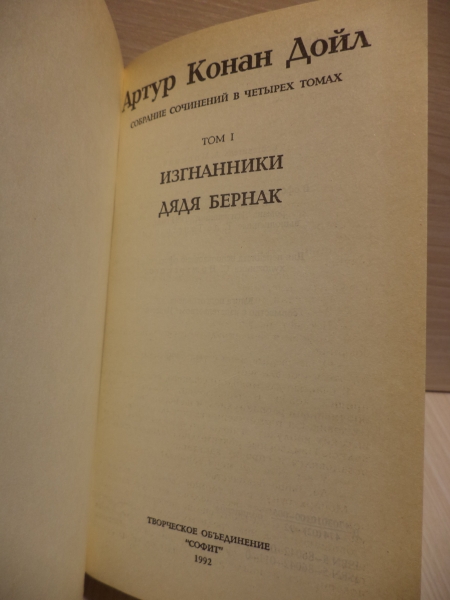 Артур Конан Дойл
СОБРАНИЕ СОЧИНЕНИЙ В ЧЕТЫРЕХ ТОМАХ
ТОМ I
ИЗГНАННИКИ
ДЯДЯ БЕРНАК
ТВОРЧЕСКОЕ ОБЪЕДИНЕНИЕ
"СОФИТ"
1992